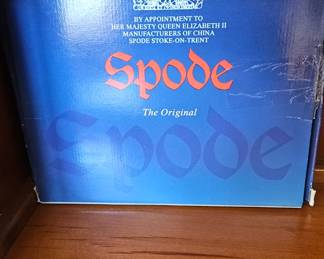 BY APPOINTMENT TO
HER MAJESTY QUEEN ELIZABETH II
MANUFACTURERS OF CHINA
SPODE STOKE-ON-TRENT
Spode
The Original
Spode